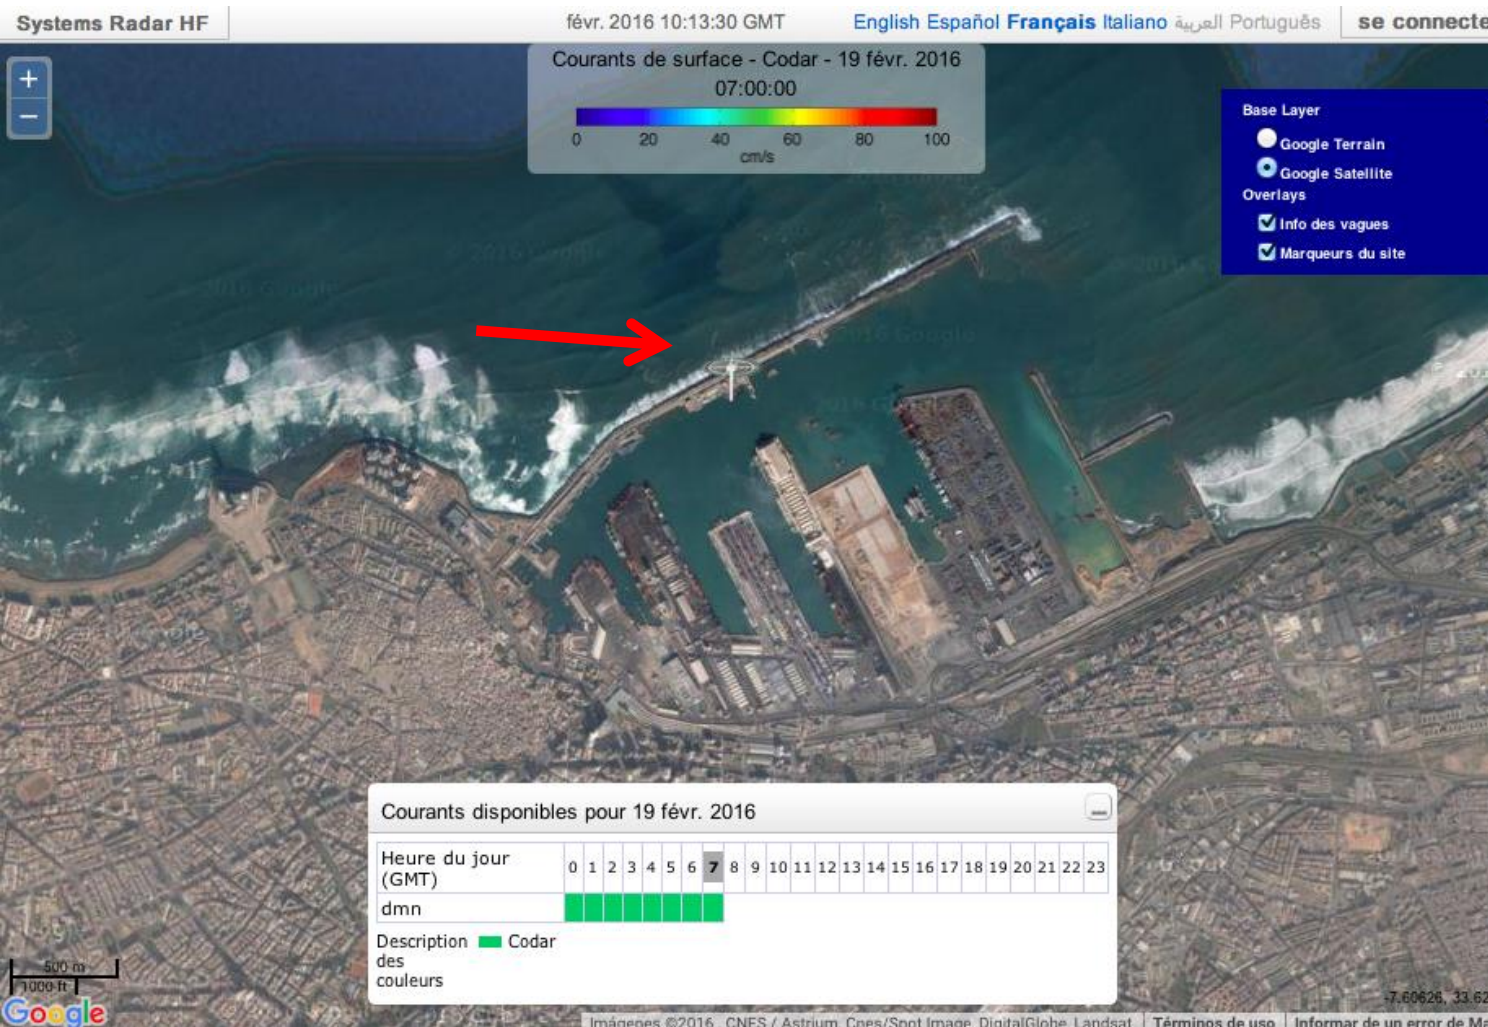 Systems Radar HF
févr. 2016 10:13:30 GMT
English Español Français Italiano العربية Português
se connecte
+
−
Courants de surface - Codar - 19 févr. 2016
07:00:00
0 20 40 60 80 100
cm/s
Base Layer
Google Terrain
Google Satellite
Overlays
Info des vagues
Marqueurs du site
Courants disponibles pour 19 févr. 2016
Heure du jour
(GMT)
0 1 2 3 4 5 6 7 8 9 10 11 12 13 14 15 16 17 18 19 20 21 22 23
dmn
Description
des
couleurs
Codar
500 m
1000 ft
Google
-7.60626, 33.62
Imágenes ©2016 , CNES / Astrium, Cnes/Spot Image, DigitalGlobe, Landsat
Términos de uso
Informar de un error de Ma